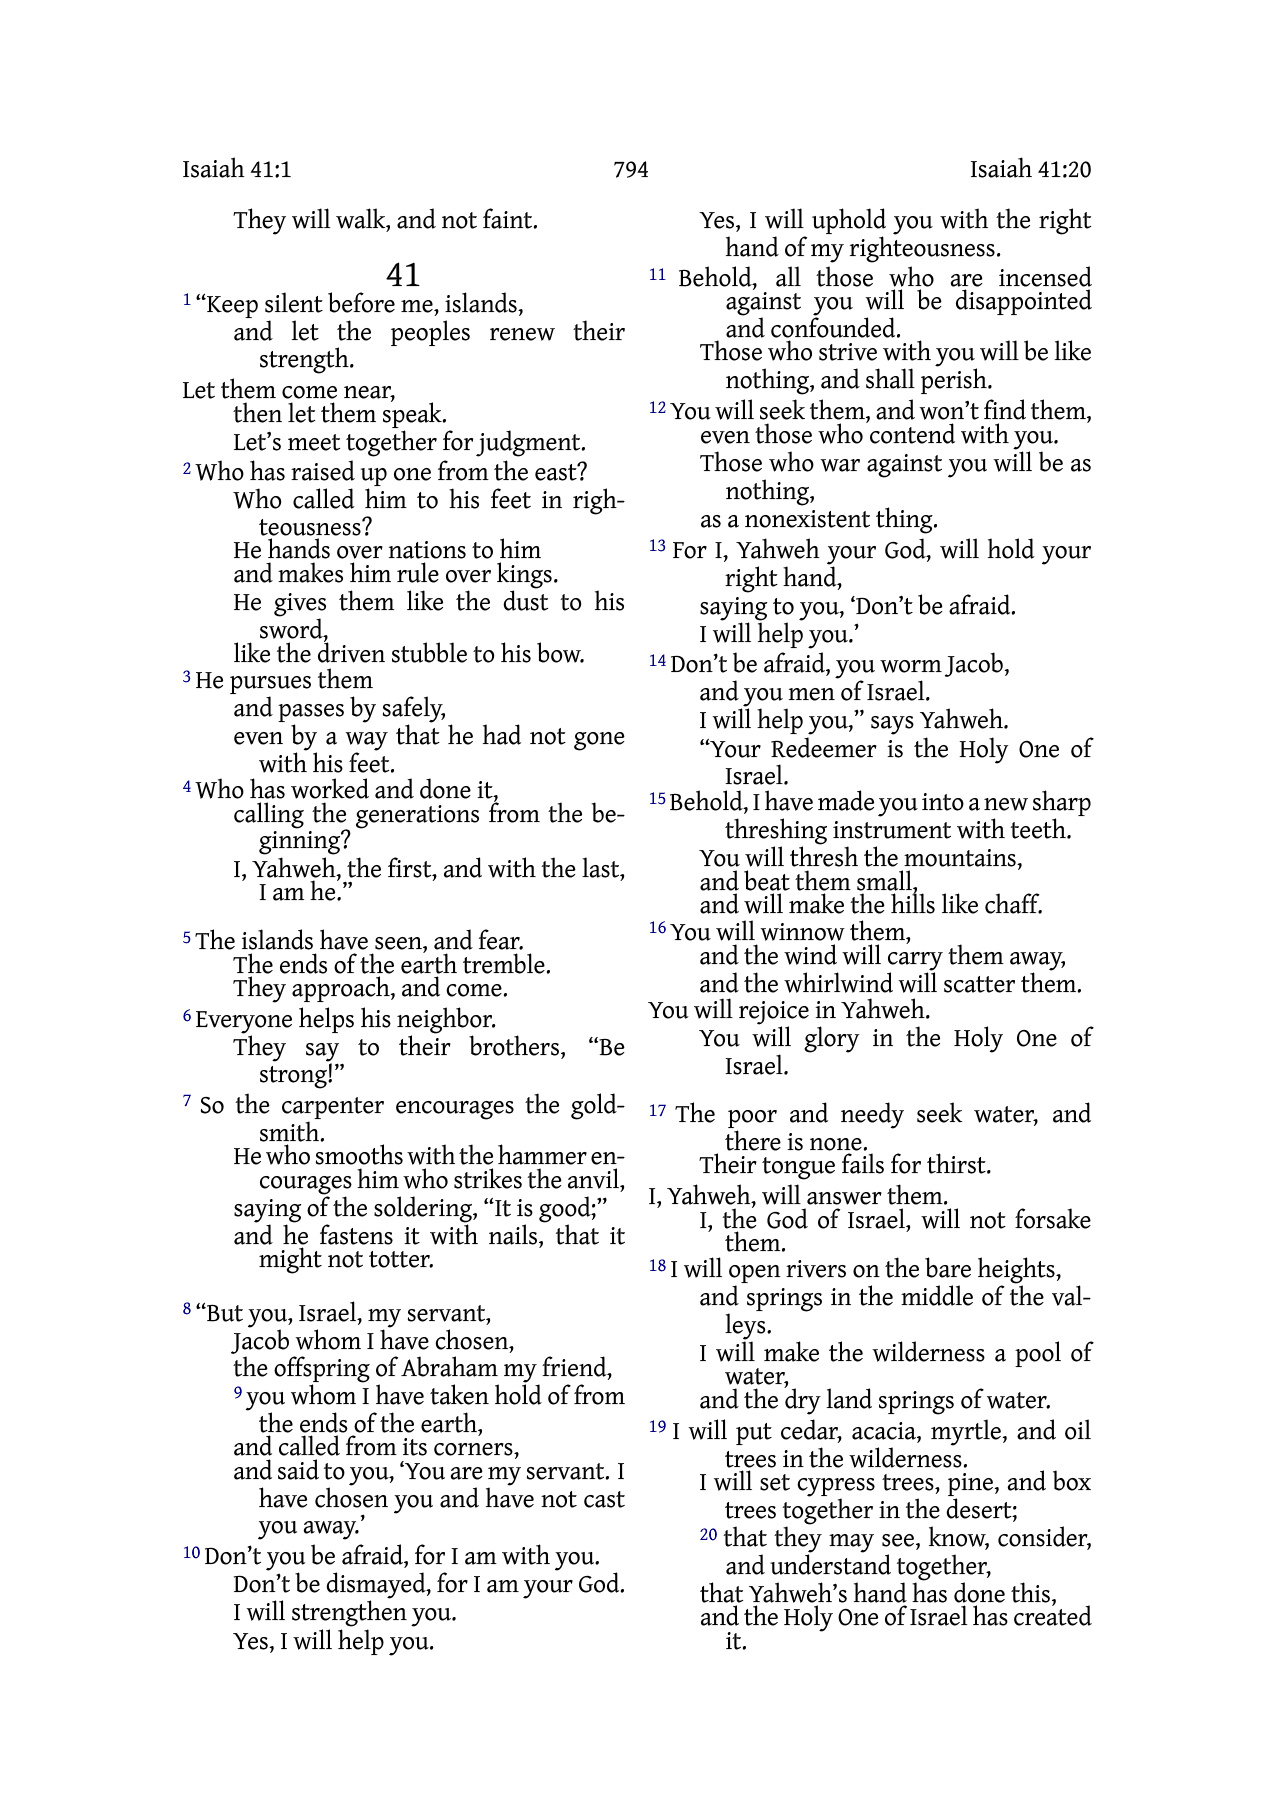 Isaiah 41:1 794 Isaiah 41:20
They will walk, and not faint.
41
1 “Keep silent before me, islands,
and let the peoples renew their
strength.
Let them come near,
then let them speak.
Let’s meet together for judgment.
2 Who has raised up one from the east?
Who called him to his feet in righ-
teousness?
He hands over nations to him
and makes him rule over kings.
He gives them like the dust to his
sword,
like the driven stubble to his bow.
3 He pursues them
and passes by safely,
even by a way that he had not gone
with his feet.
4 Who has worked and done it,
calling the generations from the be-
ginning?
I, Yahweh, the first, and with the last,
I am he.”
5 The islands have seen, and fear.
The ends of the earth tremble.
They approach, and come.
6 Everyone helps his neighbor.
They say to their brothers, “Be
strong!”
7 So the carpenter encourages the gold-
smith.
He who smooths with the hammer en-
courages him who strikes the anvil,
saying of the soldering, “It is good;”
and he fastens it with nails, that it
might not totter.
8 “But you, Israel, my servant,
Jacob whom I have chosen,
the offspring of Abraham my friend,
9 you whom I have taken hold of from
the ends of the earth,
and called from its corners,
and said to you, ‘You are my servant. I
have chosen you and have not cast
you away.’
10 Don’t you be afraid, for I am with you.
Don’t be dismayed, for I am your God.
I will strengthen you.
Yes, I will help you.
Yes, I will uphold you with the right
hand of my righteousness.
11 Behold, all those who are incensed
against you will be disappointed
and confounded.
Those who strive with you will be like
nothing, and shall perish.
12 You will seek them, and won’t find them,
even those who contend with you.
Those who war against you will be as
nothing,
as a nonexistent thing.
13 For I, Yahweh your God, will hold your
right hand,
saying to you, ‘Don’t be afraid.
I will help you.’
14 Don’t be afraid, you worm Jacob,
and you men of Israel.
I will help you,” says Yahweh.
“Your Redeemer is the Holy One of
Israel.
15 Behold, I have made you into a new sharp
threshing instrument with teeth.
You will thresh the mountains,
and beat them small,
and will make the hills like chaff.
16 You will winnow them,
and the wind will carry them away,
and the whirlwind will scatter them.
You will rejoice in Yahweh.
You will glory in the Holy One of
Israel.
17 The poor and needy seek water, and
there is none.
Their tongue fails for thirst.
I, Yahweh, will answer them.
I, the God of Israel, will not forsake
them.
18 I will open rivers on the bare heights,
and springs in the middle of the val-
leys.
I will make the wilderness a pool of
water,
and the dry land springs of water.
19 I will put cedar, acacia, myrtle, and oil
trees in the wilderness.
I will set cypress trees, pine, and box
trees together in the desert;
20 that they may see, know, consider,
and understand together,
that Yahweh’s hand has done this,
and the Holy One of Israel has created
it.